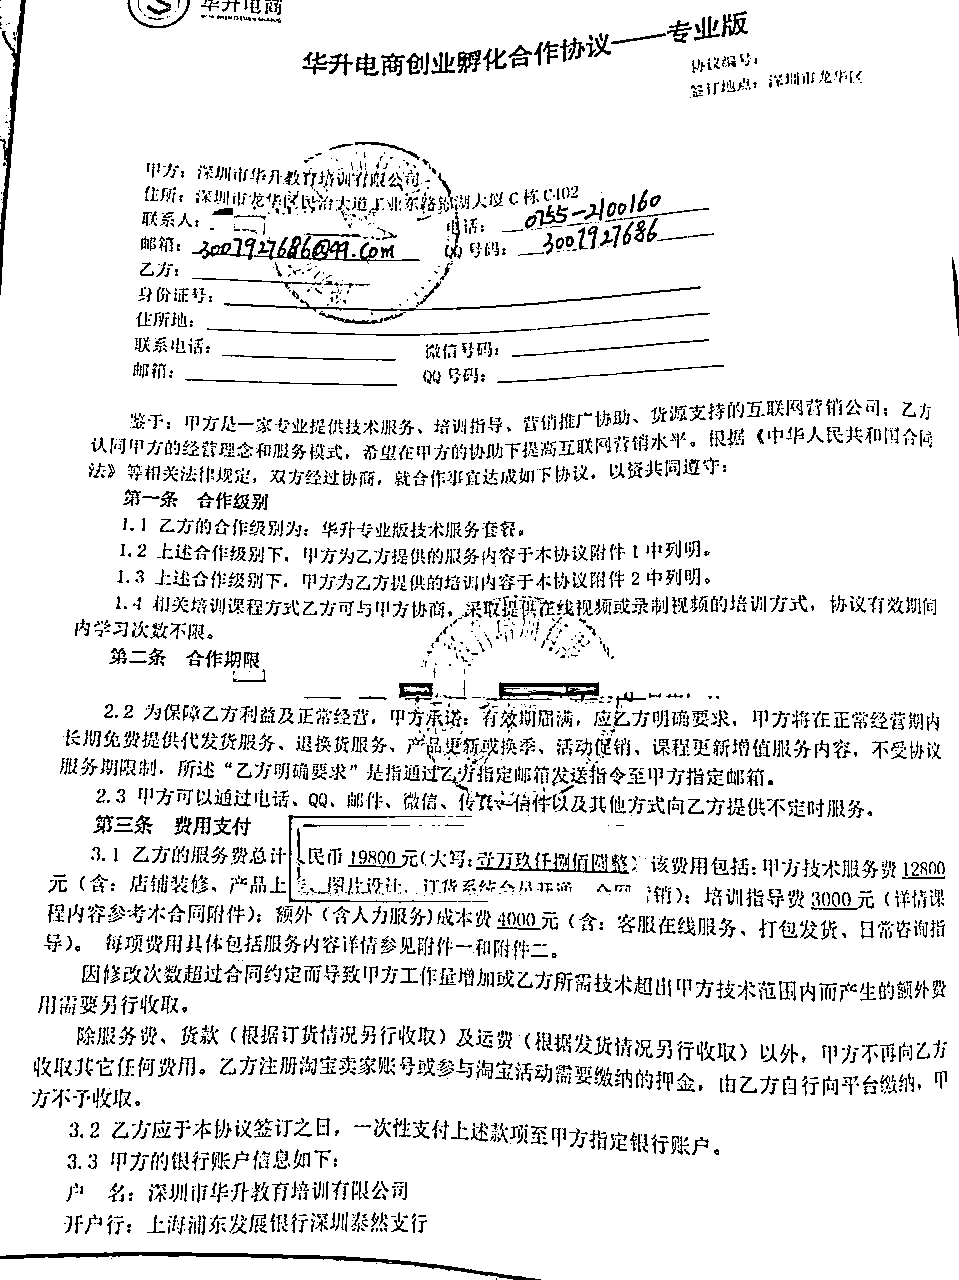 华升电商
华升电商创业孵化合作协议——专业版
协议编号:
签订地点: 深圳市龙华区
甲方: 深圳市华升教育培训有限公司
住所: 深圳市龙华区民治大道工业东路锦湖大厦C栋C402
联系人: 电话: 0755-2100160
邮箱: 3007927686@qq.com QQ号码: 3007927686
乙方:
身份证号:
住所地:
联系电话: 微信号码:
邮箱: QQ号码:
鉴于: 甲方是一家专业提供技术服务、培训指导、营销推广协助、货源支持的互联网营销公司; 乙方
认同甲方的经营理念和服务模式, 希望在甲方的协助下提高互联网营销水平。根据《中华人民共和国合同
法》等相关法律规定, 双方经过协商, 就合作事宜达成如下协议, 以资共同遵守:
第一条 合作级别
1.1 乙方的合作级别为: 华升专业版技术服务套餐。
1.2 上述合作级别下, 甲方为乙方提供的服务内容于本协议附件1中列明。
1.3 上述合作级别下, 甲方为乙方提供的培训内容于本协议附件2中列明。
1.4 相关培训课程方式乙方可与甲方协商, 采取提供在线视频或录制视频的培训方式, 协议有效期间
内学习次数不限。
第二条 合作期限
2.2 为保障乙方利益及正常经营, 甲方承诺: 有效期届满, 应乙方明确要求, 甲方将在正常经营期内
长期免费提供代发货服务、退换货服务、产品更新或换季、活动促销、课程更新增值服务内容, 不受协议
服务期限制, 所述“乙方明确要求”是指通过乙方指定邮箱发送指令至甲方指定邮箱。
2.3 甲方可以通过电话、QQ、邮件、微信、传真、信件以及其他方式向乙方提供不定时服务。
第三条 费用支付
3.1 乙方的服务费总计 民币 19800 元(大写: 壹万玖仟捌佰圆整) 该费用包括: 甲方技术服务费 12800
元 (含: 店铺装修、产品上 图片设计、订货系统会员开通、 销); 培训指导费 3000 元 (详情课
程内容参考本合同附件); 额外 (含人力服务) 成本费 4000 元 (含: 客服在线服务、打包发货、日常咨询指
导)。 每项费用具体包括服务内容详情参见附件一和附件二。
因修改次数超过合同约定而导致甲方工作量增加或乙方所需技术超出甲方技术范围内而产生的额外费
用需要另行收取。
除服务费、货款 (根据订货情况另行收取) 及运费 (根据发货情况另行收取) 以外, 甲方不再向乙方
收取其它任何费用。乙方注册淘宝卖家账号或参与淘宝活动需要缴纳的押金, 由乙方自行向平台缴纳, 甲
方不予收取。
3.2 乙方应于本协议签订之日, 一次性支付上述款项至甲方指定银行账户。
3.3 甲方的银行账户信息如下:
户 名: 深圳市华升教育培训有限公司
开户行: 上海浦东发展银行深圳泰然支行